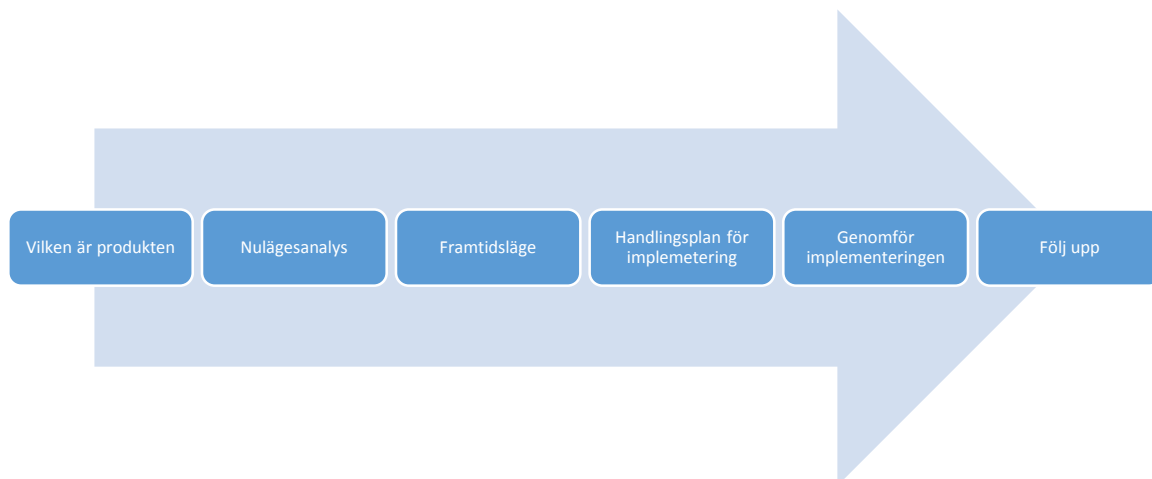 Vilken är produkten
Nulägesanalys
Framtidsläge
Handlingsplan för
implemetering
Genomför
implementeringen
Följ upp